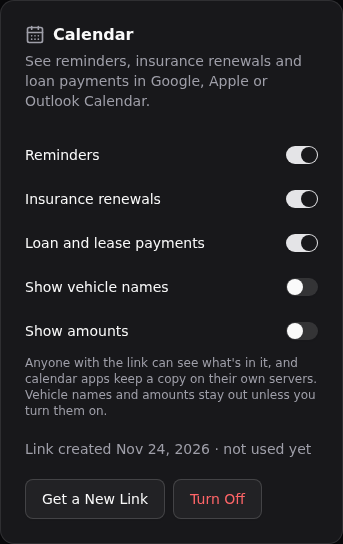 Calendar
See reminders, insurance renewals and
loan payments in Google, Apple or
Outlook Calendar.
Reminders
Insurance renewals
Loan and lease payments
Show vehicle names
Show amounts
Anyone with the link can see what's in it, and
calendar apps keep a copy on their own servers.
Vehicle names and amounts stay out unless you
turn them on.
Link created Nov 24, 2026 · not used yet
Get a New Link
Turn Off